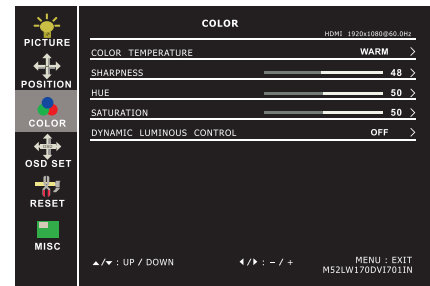 COLOR
HDMI 1920x1080@60.0Hz
PICTURE
POSITION
COLOR
OSD
OSD SET
RESET
MISC
COLOR TEMPERATURE WARM >
SHARPNESS 48 >
HUE 50 >
SATURATION 50 >
DYNAMIC LUMINOUS CONTROL OFF >
▲/▼ : UP / DOWN ◀/▶ : – / + MENU : EXIT
M52LW170DVI701IN